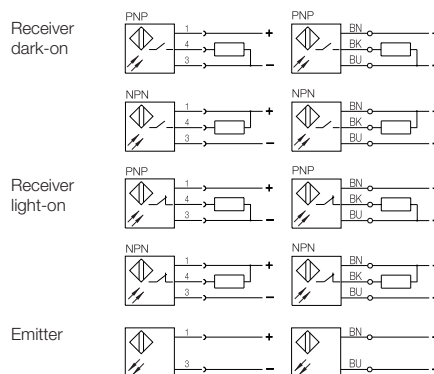 Receiver
dark-on
PNP
1
+
4
3
–
PNP
BN
BK
BU
NPN
1
+
4
3
–
NPN
BN
BK
BU
Receiver
light-on
PNP
1
+
4
3
–
PNP
BN
BK
BU
NPN
1
+
4
3
–
NPN
BN
BK
BU
Emitter
1
+
3
–
BN
BU